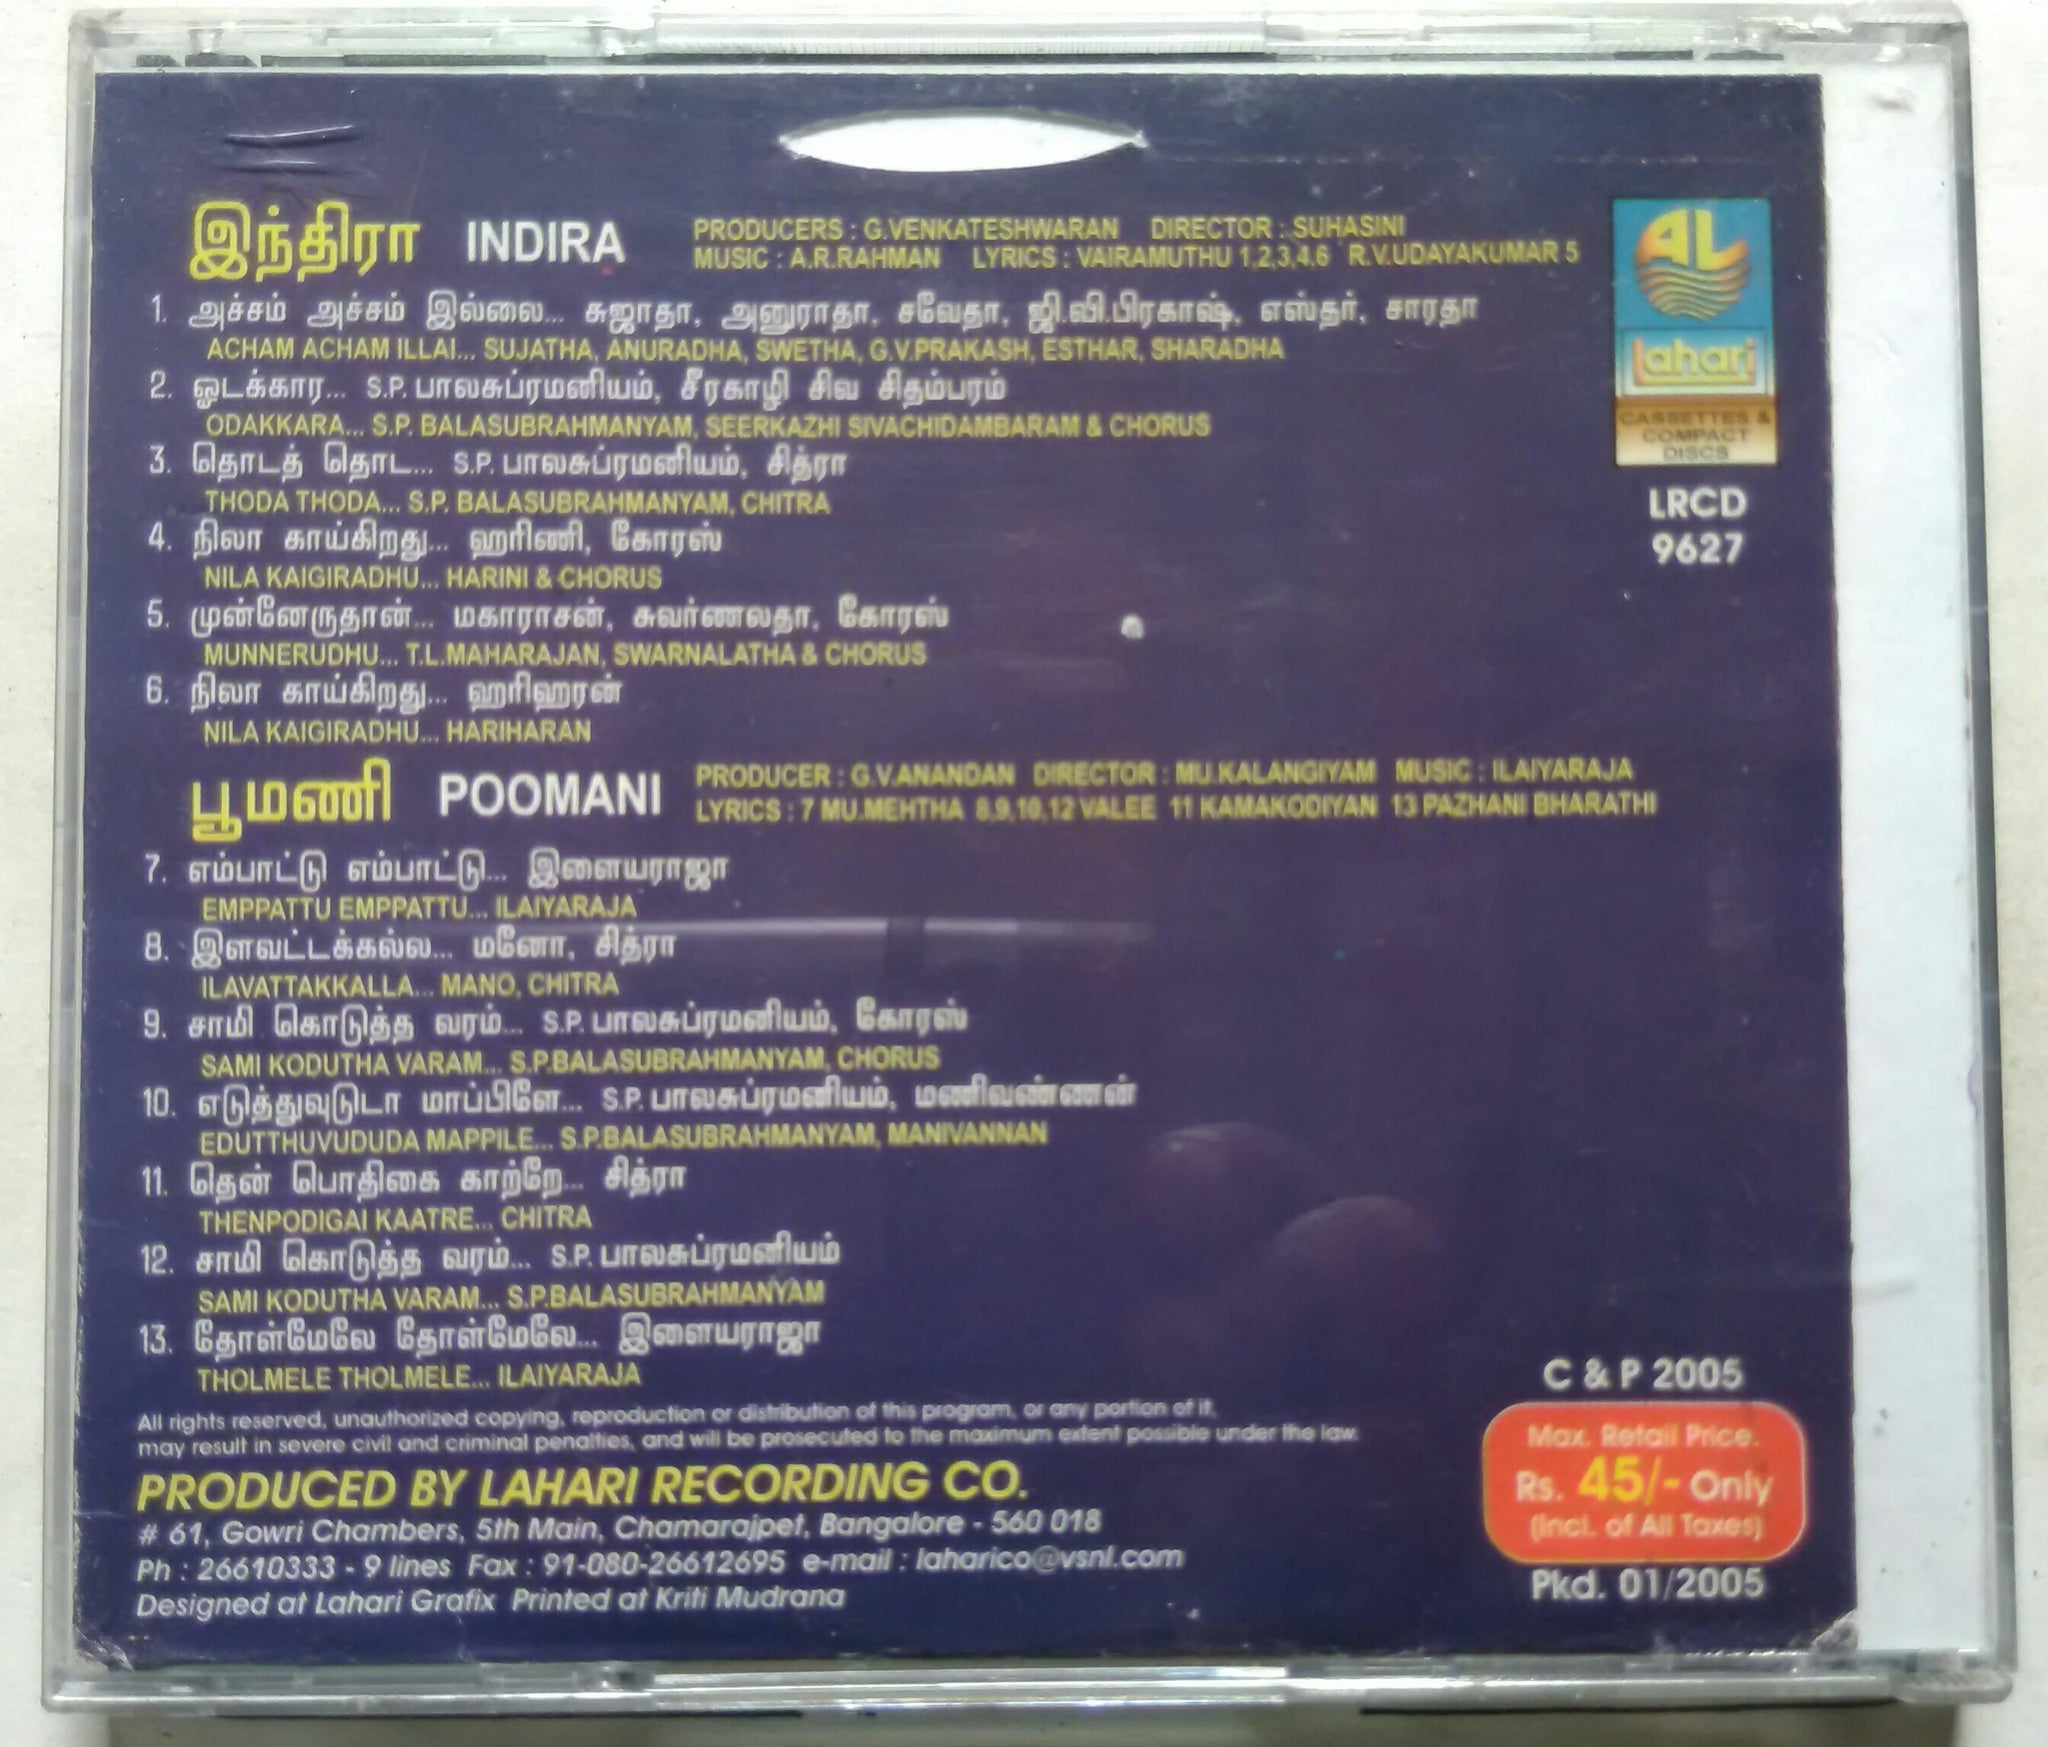 இந்திரா INDIRA
PRODUCERS : G.VENKATESHWARAN DIRECTOR : SUHASINI
MUSIC : A.R.RAHMAN LYRICS : VAIRAMUTHU 1,2,3,4,6 R.V.UDAYAKUMAR 5
1. அச்சம் அச்சம் இல்லை... சுஜாதா, அனுராதா, சவேதா, ஜி.வி.பிரகாஷ், எஸ்தர், சாரதா
ACHAM ACHAM ILLAI... SUJATHA, ANURADHA, SWETHA, G.V.PRAKASH, ESTHAR, SHARADHA
2. ஓடக்கார... S.P. பாலசுப்ரமனியம், சீரகாழி சிவ சிதம்பரம்
ODAKKARA... S.P. BALASUBRAHMANYAM, SEERKAZHI SIVACHIDAMBARAM & CHORUS
3. தொடத் தொட... S.P. பாலசுப்ரமனியம், சித்ரா
THODA THODA... S.P. BALASUBRAHMANYAM, CHITRA
4. நிலா காய்கிறது... ஹரிணி, கோரஸ்
NILA KAIGIRADHU... HARINI & CHORUS
5. முன்னேருதான்... மகாராசன், சுவர்ணலதா, கோரஸ்
MUNNERUDHU... T.L.MAHARAJAN, SWARNALATHA & CHORUS
6. நிலா காய்கிறது... ஹரிஹரன்
NILA KAIGIRADHU... HARIHARAN
AL
Lahari
CASSETTES &
COMPACT
DISCS
LRCD
9627
பூமணி POOMANI
PRODUCER : G.V.ANANDAN DIRECTOR : MU.KALANGIYAM MUSIC : ILAIYARAJA
LYRICS : 7 MU.MEHTHA 8,9,10,12 VALEE 11 KAMAKODIYAN 13 PAZHANI BHARATHI
7. எம்பாட்டு எம்பாட்டு... இளையராஜா
EMPPATTU EMPPATTU... ILAIYARAJA
8. இளவட்டக்கல்ல... மனோ, சித்ரா
ILAVATTAKKALLA... MANO, CHITRA
9. சாமி கொடுத்த வரம்... S.P. பாலசுப்ரமனியம், கோரஸ்
SAMI KODUTHA VARAM... S.P.BALASUBRAHMANYAM, CHORUS
10. எடுத்துவுடுடா மாப்பிளே... S.P. பாலசுப்ரமனியம், மணிவண்ணன்
EDUTTHUVUDUDA MAPPILE... S.P.BALASUBRAHMANYAM, MANIVANNAN
11. தென் பொதிகை காற்றே... சித்ரா
THENPODIGAI KAATRE... CHITRA
12. சாமி கொடுத்த வரம்... S.P. பாலசுப்ரமனியம்
SAMI KODUTHA VARAM... S.P.BALASUBRAHMANYAM
13. தோள்மேலே தோள்மேலே... இளையராஜா
THOLMELE THOLMELE... ILAIYARAJA
All rights reserved, unauthorized copying, reproduction or distribution of this program, or any portion of it,
may result in severe civil and criminal penalties, and will be prosecuted to the maximum extent possible under the law.
PRODUCED BY LAHARI RECORDING CO.
# 61, Gowri Chambers, 5th Main, Chamarajpet, Bangalore - 560 018
Ph : 26610333 - 9 lines Fax : 91-080-26612695 e-mail : laharico@vsnl.com
Designed at Lahari Grafix Printed at Kriti Mudrana
C & P 2005
Max. Retail Price.
Rs. 45/- Only
(Incl. of All Taxes)
Pkd. 01/2005